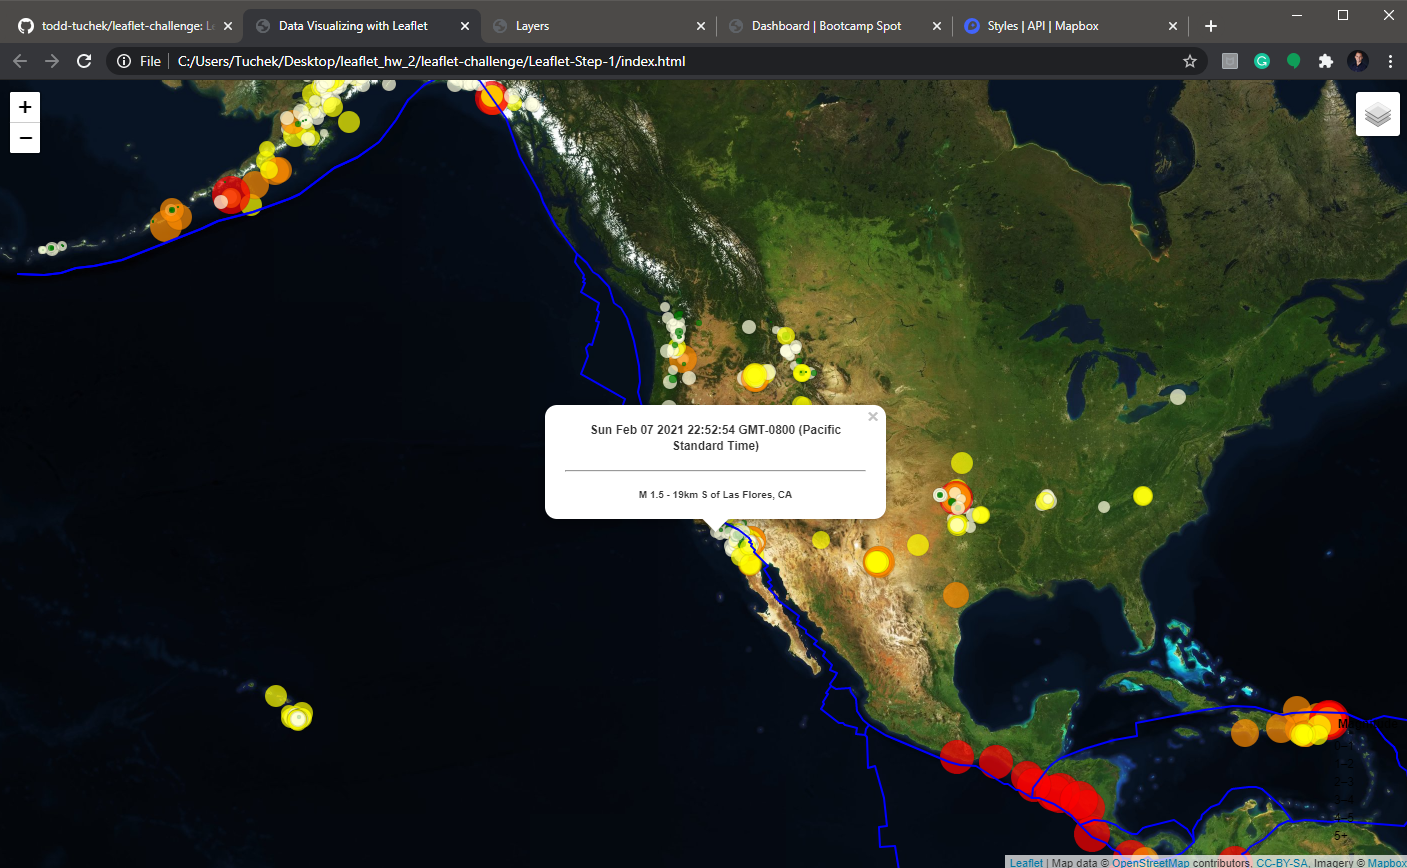 todd-tuchek/leaflet-challenge: Le
Data Visualizing with Leaflet
Layers
Dashboard | Bootcamp Spot
Styles | API | Mapbox
File
C:/Users/Tuchek/Desktop/leaflet_hw_2/leaflet-challenge/Leaflet-Step-1/index.html
+
−
Sun Feb 07 2021 22:52:54 GMT-0800 (Pacific
Standard Time)
M 1.5 - 19km S of Las Flores, CA
5+
Leaflet | Map data © OpenStreetMap contributors, CC-BY-SA, Imagery © Mapbox